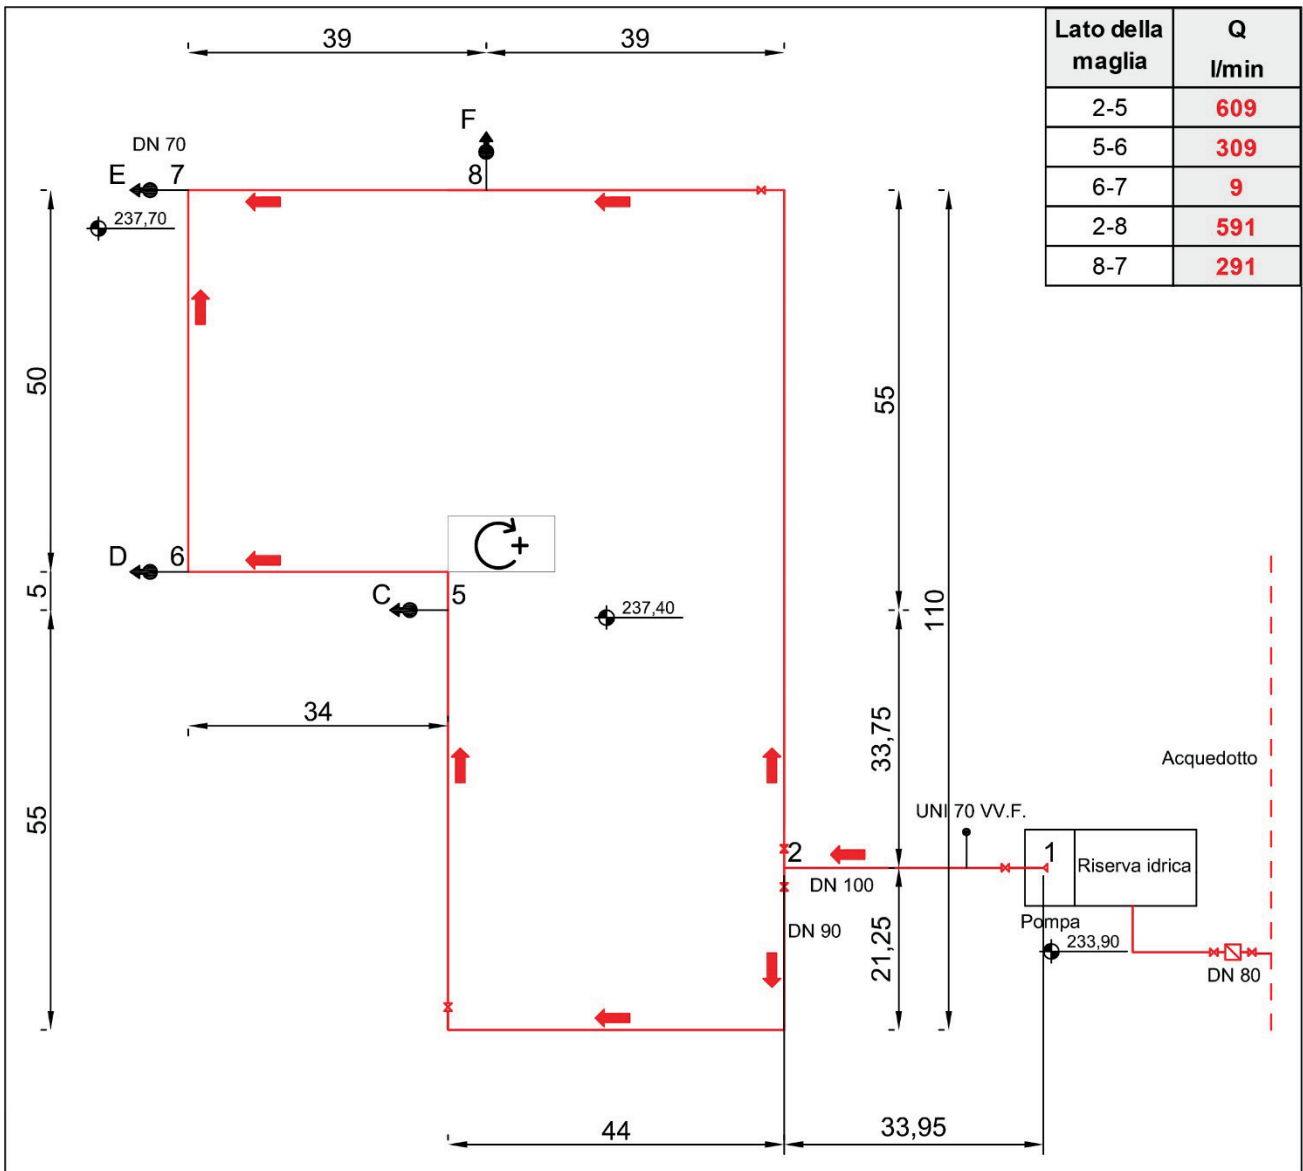 39
39
Lato della maglia
Q
l/min
2-5
609
5-6
309
6-7
9
2-8
591
8-7
291
F
DN 70
E
7
8
237,70
50
55
D
6
5
C
5
237,40
110
34
33,75
Acquedotto
55
UNI 70 VV.F.
2
1
Riserva idrica
DN 100
Pompa
DN 90
21,25
233,90
DN 80
44
33,95